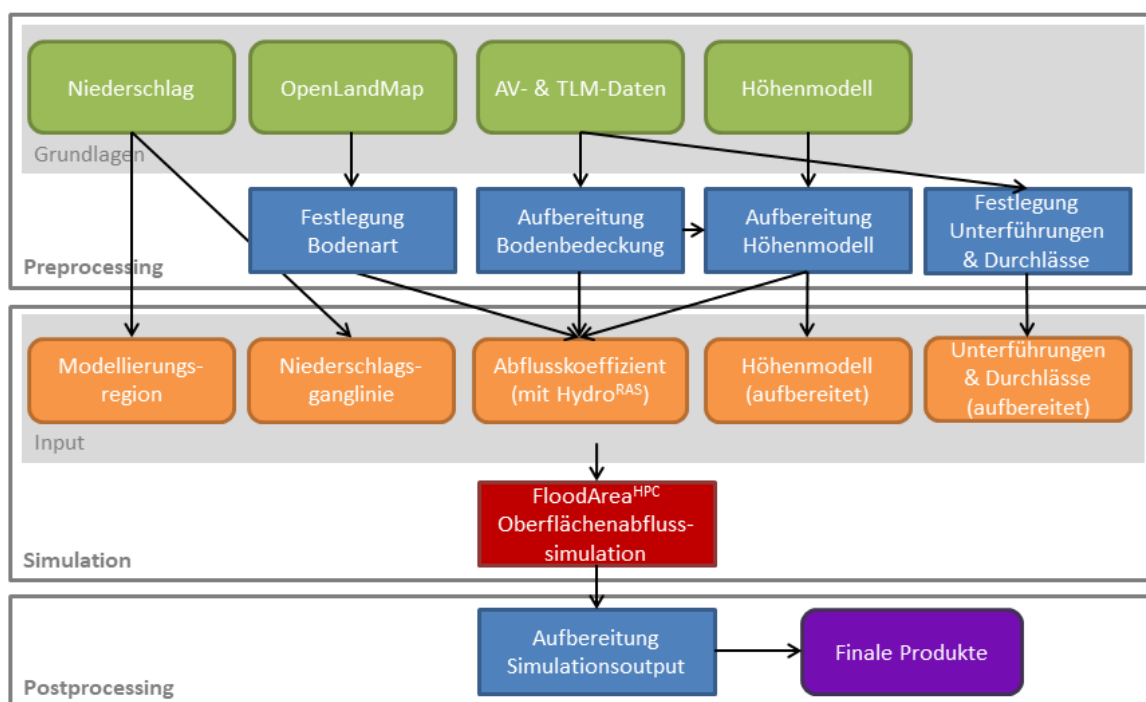 Niederschlag
OpenLandMap
AV- & TLM-Daten
Höhenmodell
Grundlagen
Festlegung
Bodenart
Aufbereitung
Bodenbedeckung
Aufbereitung
Höhenmodell
Festlegung
Unterführungen
& Durchlässe
Preprocessing
Modellierungs-
region
Niederschlags-
ganglinie
Abflusskoeffizient
(mit HydroRAS)
Höhenmodell
(aufbereitet)
Unterführungen
& Durchlässe
(aufbereitet)
Input
FloodAreaHPC
Oberflächenabfluss-
simulation
Simulation
Aufbereitung
Simulationsoutput
Finale Produkte
Postprocessing